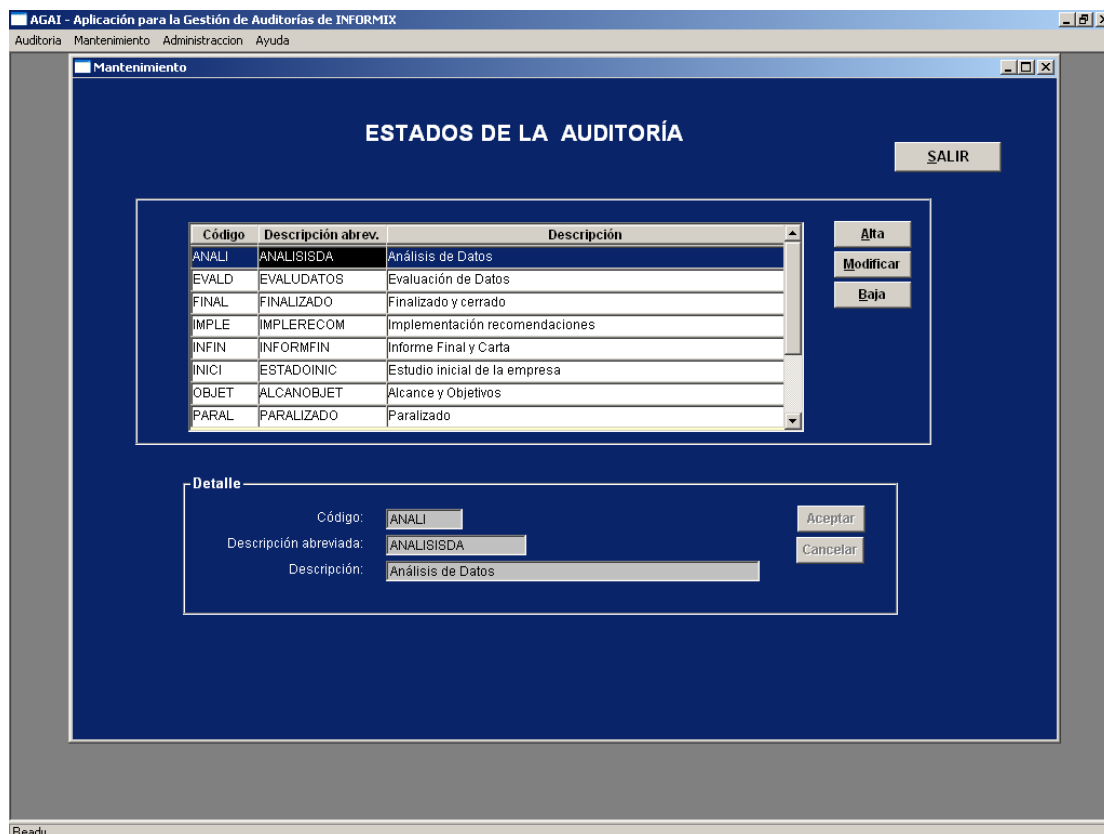 AGAI - Aplicación para la Gestión de Auditorías de INFORMIX
Auditoria Mantenimiento Administraccion Ayuda
Mantenimiento
ESTADOS DE LA AUDITORÍA
SALIR
Código Descripción abrev. Descripción
ANALI ANALISISDA Análisis de Datos
EVALD EVALUDATOS Evaluación de Datos
FINAL FINALIZADO Finalizado y cerrado
IMPLE IMPLERECOM Implementación recomendaciones
INFIN INFORMFIN Informe Final y Carta
INICI ESTADOINIC Estudio inicial de la empresa
OBJET ALCANOBJET Alcance y Objetivos
PARAL PARALIZADO Paralizado
Alta
Modificar
Baja
Detalle
Código: ANALI
Descripción abreviada: ANALISISDA
Descripción: Análisis de Datos
Aceptar
Cancelar
Ready